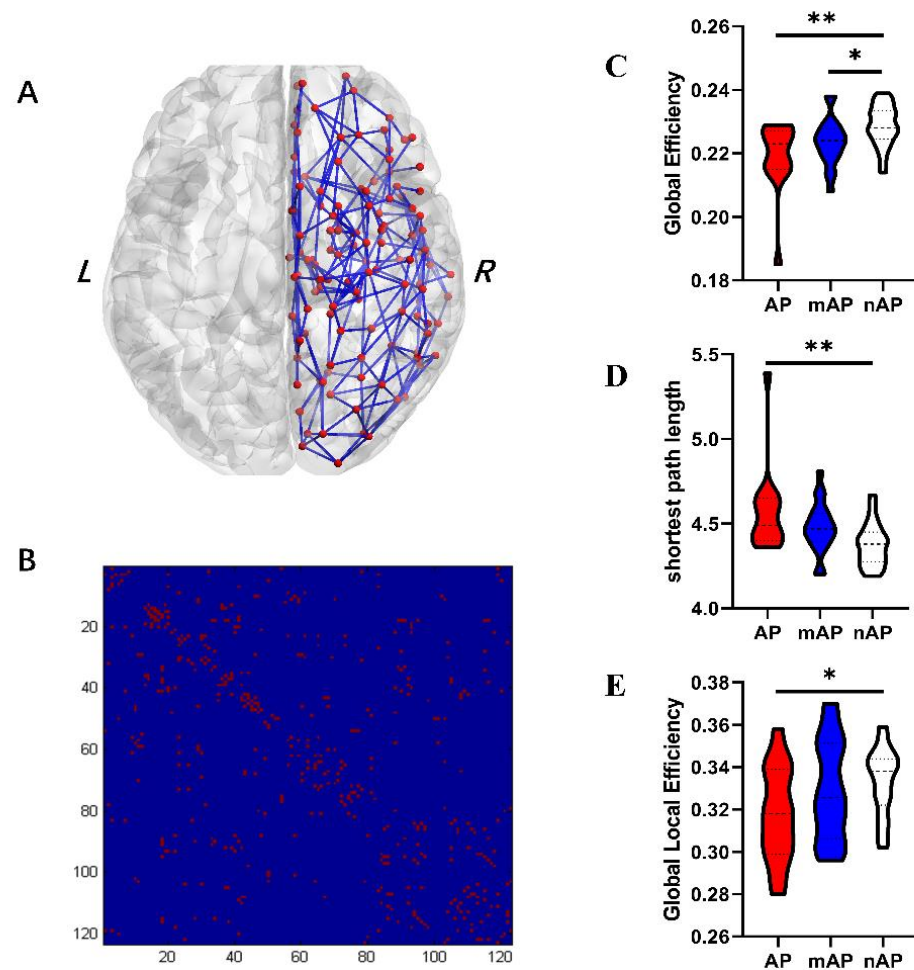 A
L
R
B
20
40
60
80
100
120
20
40
60
80
100
120
C
Global Efficiency
0.26
0.24
0.22
0.20
0.18
**
*
AP mAP nAP
D
shortest path length
5.5
5.0
4.5
4.0
**
AP mAP nAP
E
Global Local Efficiency
0.38
0.36
0.34
0.32
0.30
0.28
0.26
*
AP mAP nAP